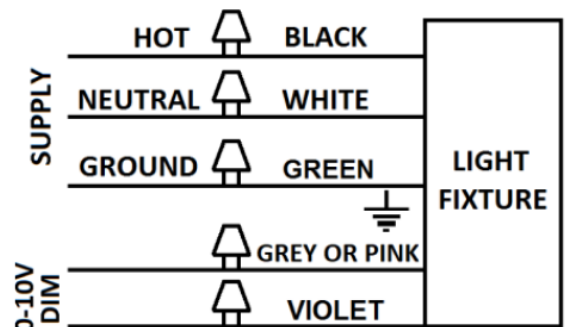 HOT BLACK
SUPPLY
NEUTRAL WHITE
GROUND GREEN
LIGHT
FIXTURE
GREY OR PINK
0-10V
DIM
VIOLET